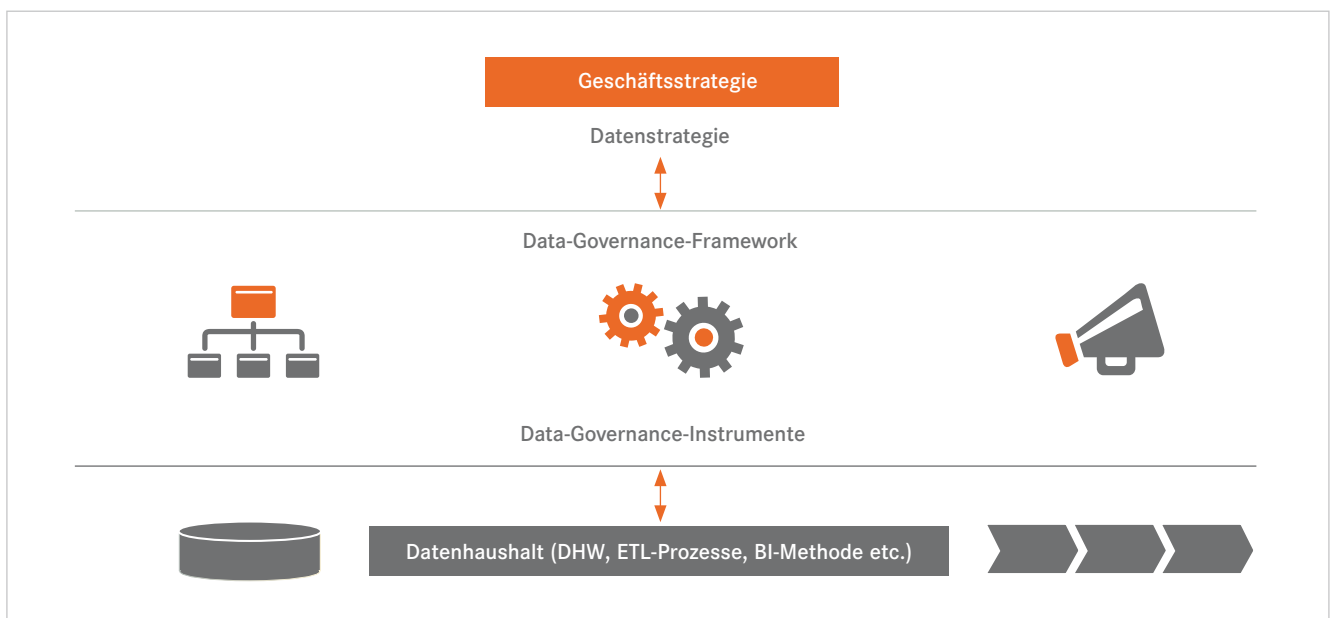 Geschäftsstrategie
Datenstrategie
Data-Governance-Framework
Data-Governance-Instrumente
Datenhaushalt (DHW, ETL-Prozesse, BI-Methode etc.)